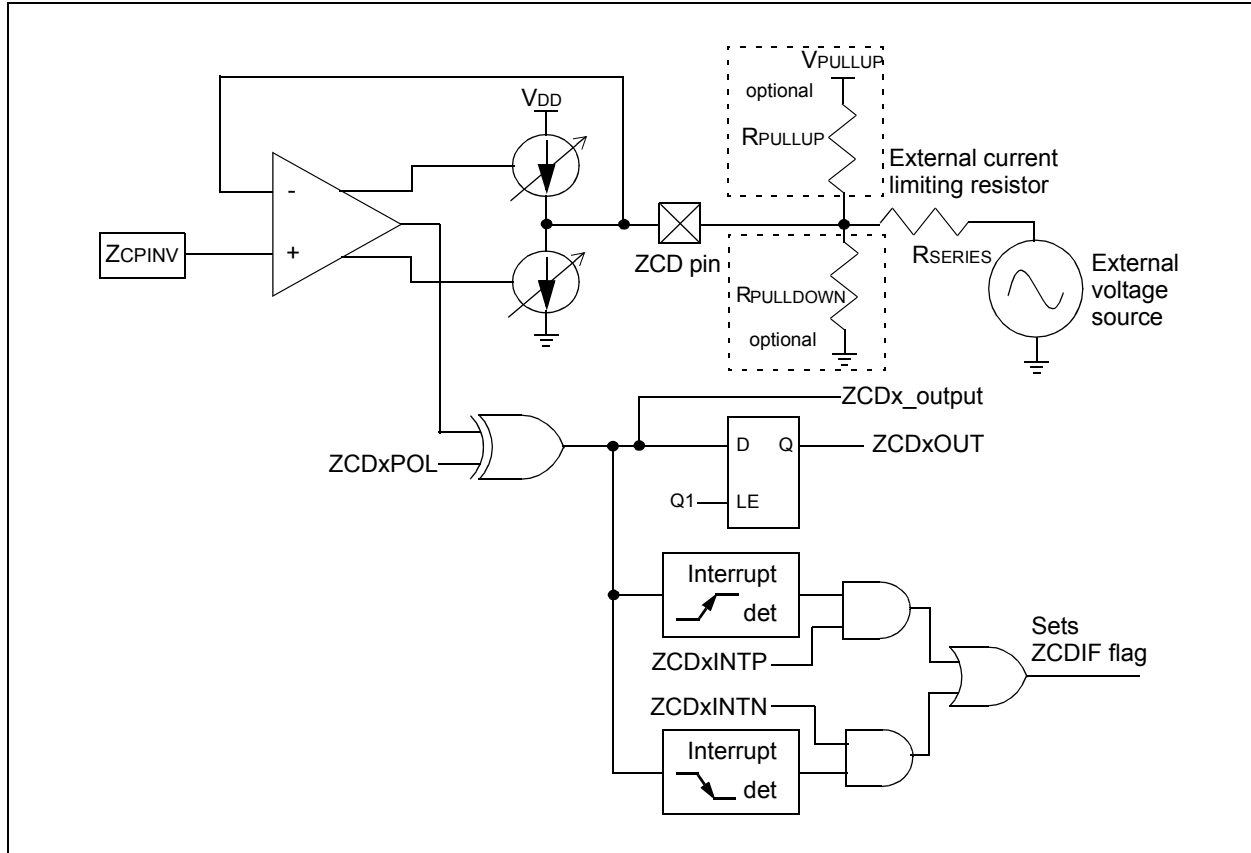 VPULLUP
optional
VDD
RPULLUP
External current
limiting resistor
-
+
ZCPINV
ZCD pin
RPULLDOWN
optional
RSERIES
External
voltage
source
ZCDx_output
ZCDxPOL
D
Q
ZCDxOUT
Q1
LE
Interrupt
det
ZCDxINTP
Sets
ZCDIF flag
ZCDxINTN
Interrupt
det